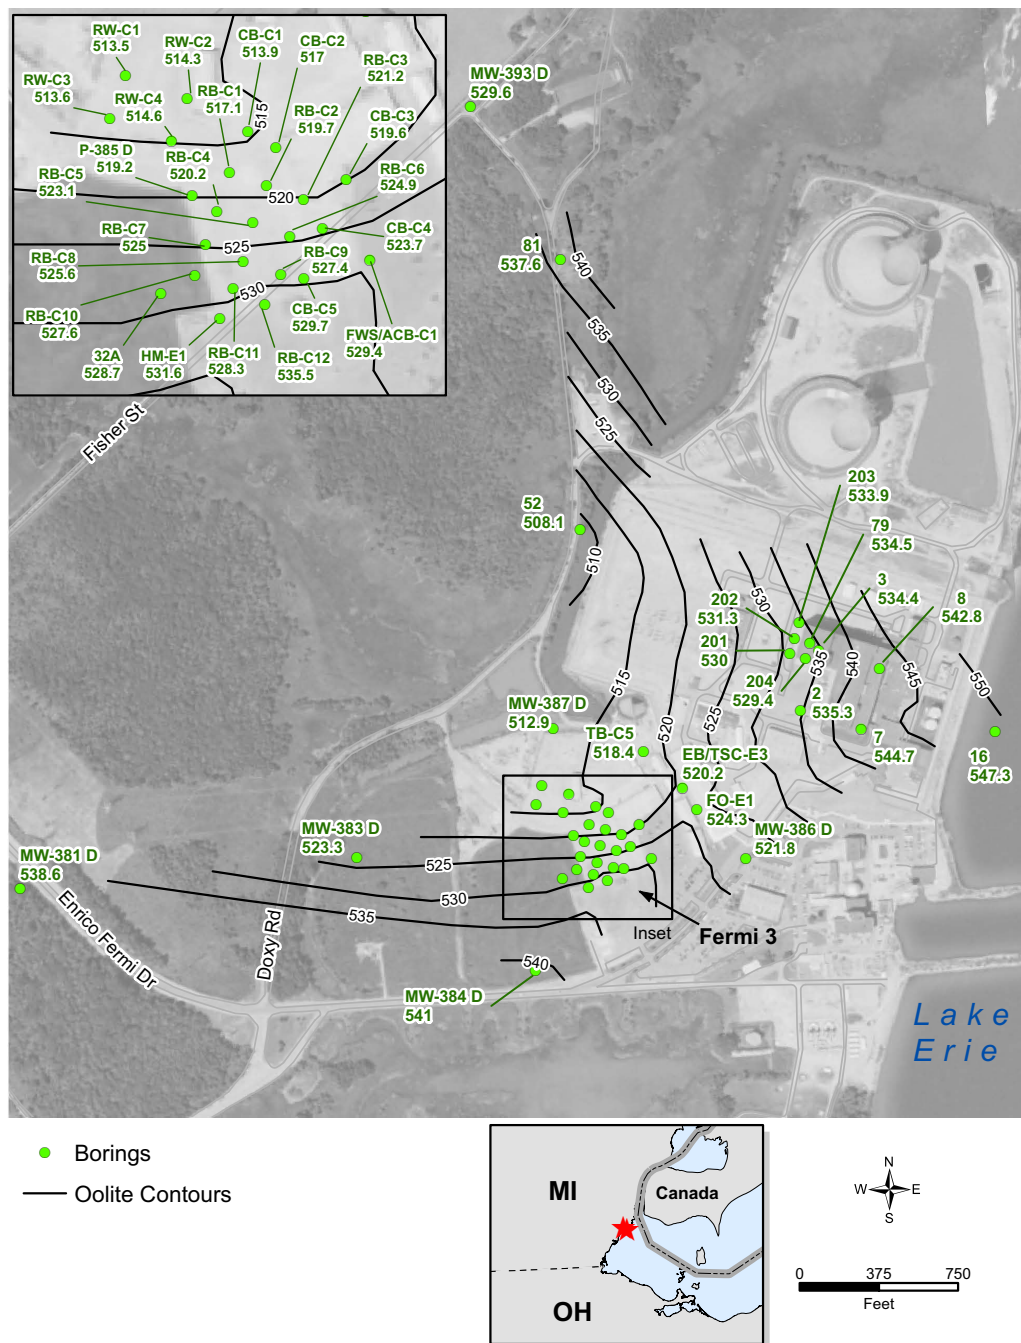 RW-C1
513.5
RW-C2
514.3
CB-C1
513.9
CB-C2
517
RB-C3
521.2
RW-C3
513.6
RW-C4
514.6
RB-C1
517.1
515
RB-C2
519.7
CB-C3
519.6
P-385 D
519.2
RB-C4
520.2
RB-C5
523.1
RB-C6
524.9
520
RB-C7
525
525
CB-C4
523.7
RB-C8
525.6
RB-C9
527.4
530
RB-C10
527.6
CB-C5
529.7
FWS/ACB-C1
529.4
32A
528.7
HM-E1
531.6
RB-C11
528.3
RB-C12
535.5
MW-393 D
529.6
81
537.6
540
535
530
525
Fisher St
52
508.1
510
203
533.9
79
534.5
3
534.4
8
542.8
202
531.3
530
201
530
535
540
545
550
204
529.4
2
535.3
515
520
525
MW-387 D
512.9
TB-C5
518.4
EB/TSC-E3
520.2
7
544.7
16
547.3
FO-E1
524.3
MW-386 D
521.8
MW-383 D
523.3
MW-381 D
538.6
525
530
535
Enrico Fermi Dr
Doxy Rd
Inset
Fermi 3
540
MW-384 D
541
Lake
Erie
Borings
Oolite Contours
MI
Canada
OH
N
W
E
S
0
375
750
Feet